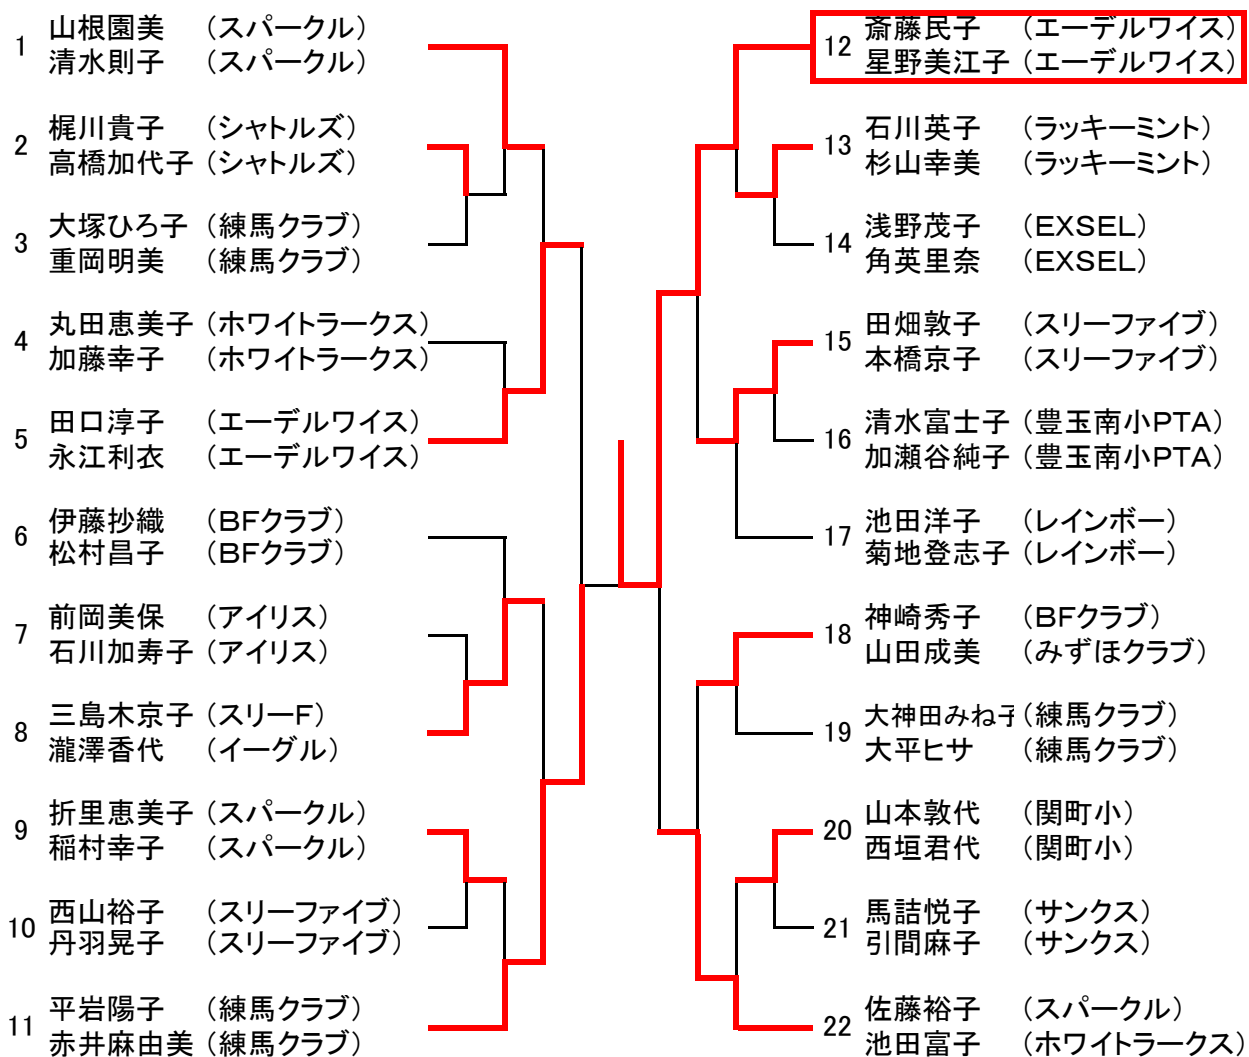 1 山根園美 (スパークル)
清水則子 (スパークル)
2 梶川貴子 (シャトルズ)
高橋加代子 (シャトルズ)
3 大塚ひろ子 (練馬クラブ)
重岡明美 (練馬クラブ)
4 丸田恵美子 (ホワイトラークス)
加藤幸子 (ホワイトラークス)
5 田口淳子 (エーデルワイス)
永江利衣 (エーデルワイス)
6 伊藤抄織 (BFクラブ)
松村昌子 (BFクラブ)
7 前岡美保 (アイリス)
石川加寿子 (アイリス)
8 三島木京子 (スリーF)
瀧澤香代 (イーグル)
9 折里恵美子 (スパークル)
稲村幸子 (スパークル)
10 西山裕子 (スリーファイブ)
丹羽晃子 (スリーファイブ)
11 平岩陽子 (練馬クラブ)
赤井麻由美 (練馬クラブ)
12 斎藤民子 (エーデルワイス)
星野美江子 (エーデルワイス)
13 石川英子 (ラッキーミント)
杉山幸美 (ラッキーミント)
14 浅野茂子 (EXSEL)
角英里奈 (EXSEL)
15 田畑敦子 (スリーファイブ)
本橋京子 (スリーファイブ)
16 清水富士子 (豊玉南小PTA)
加瀬谷純子 (豊玉南小PTA)
17 池田洋子 (レインボー)
菊地登志子 (レインボー)
18 神崎秀子 (BFクラブ)
山田成美 (みずほクラブ)
19 大神田みね子 (練馬クラブ)
大平ヒサ (練馬クラブ)
20 山本敦代 (関町小)
西垣君代 (関町小)
21 馬詰悦子 (サンクス)
引間麻子 (サンクス)
22 佐藤裕子 (スパークル)
池田富子 (ホワイトラークス)